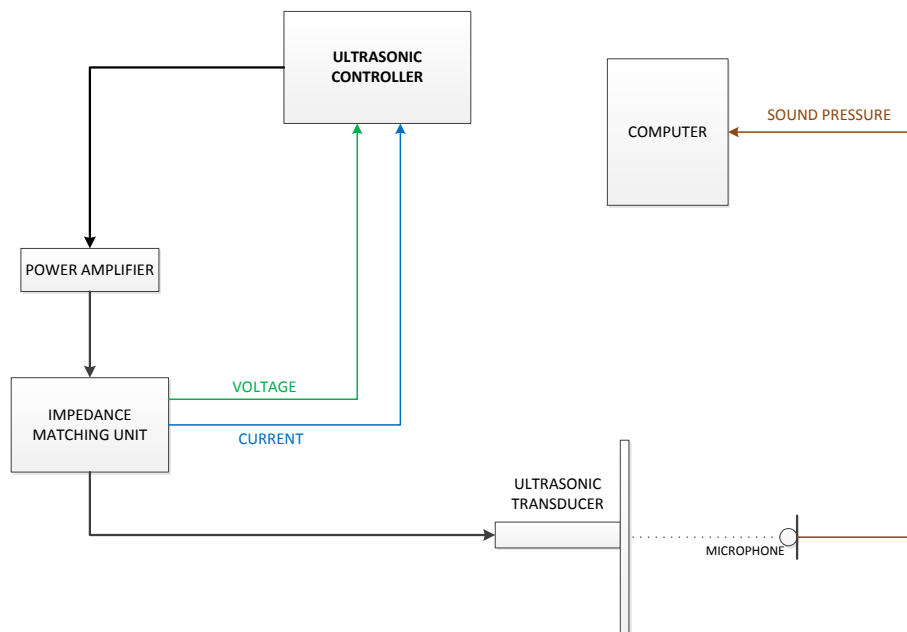 ULTRASONIC
CONTROLLER
COMPUTER
SOUND PRESSURE
POWER AMPLIFIER
IMPEDANCE
MATCHING UNIT
VOLTAGE
CURRENT
ULTRASONIC
TRANSDUCER
MICROPHONE